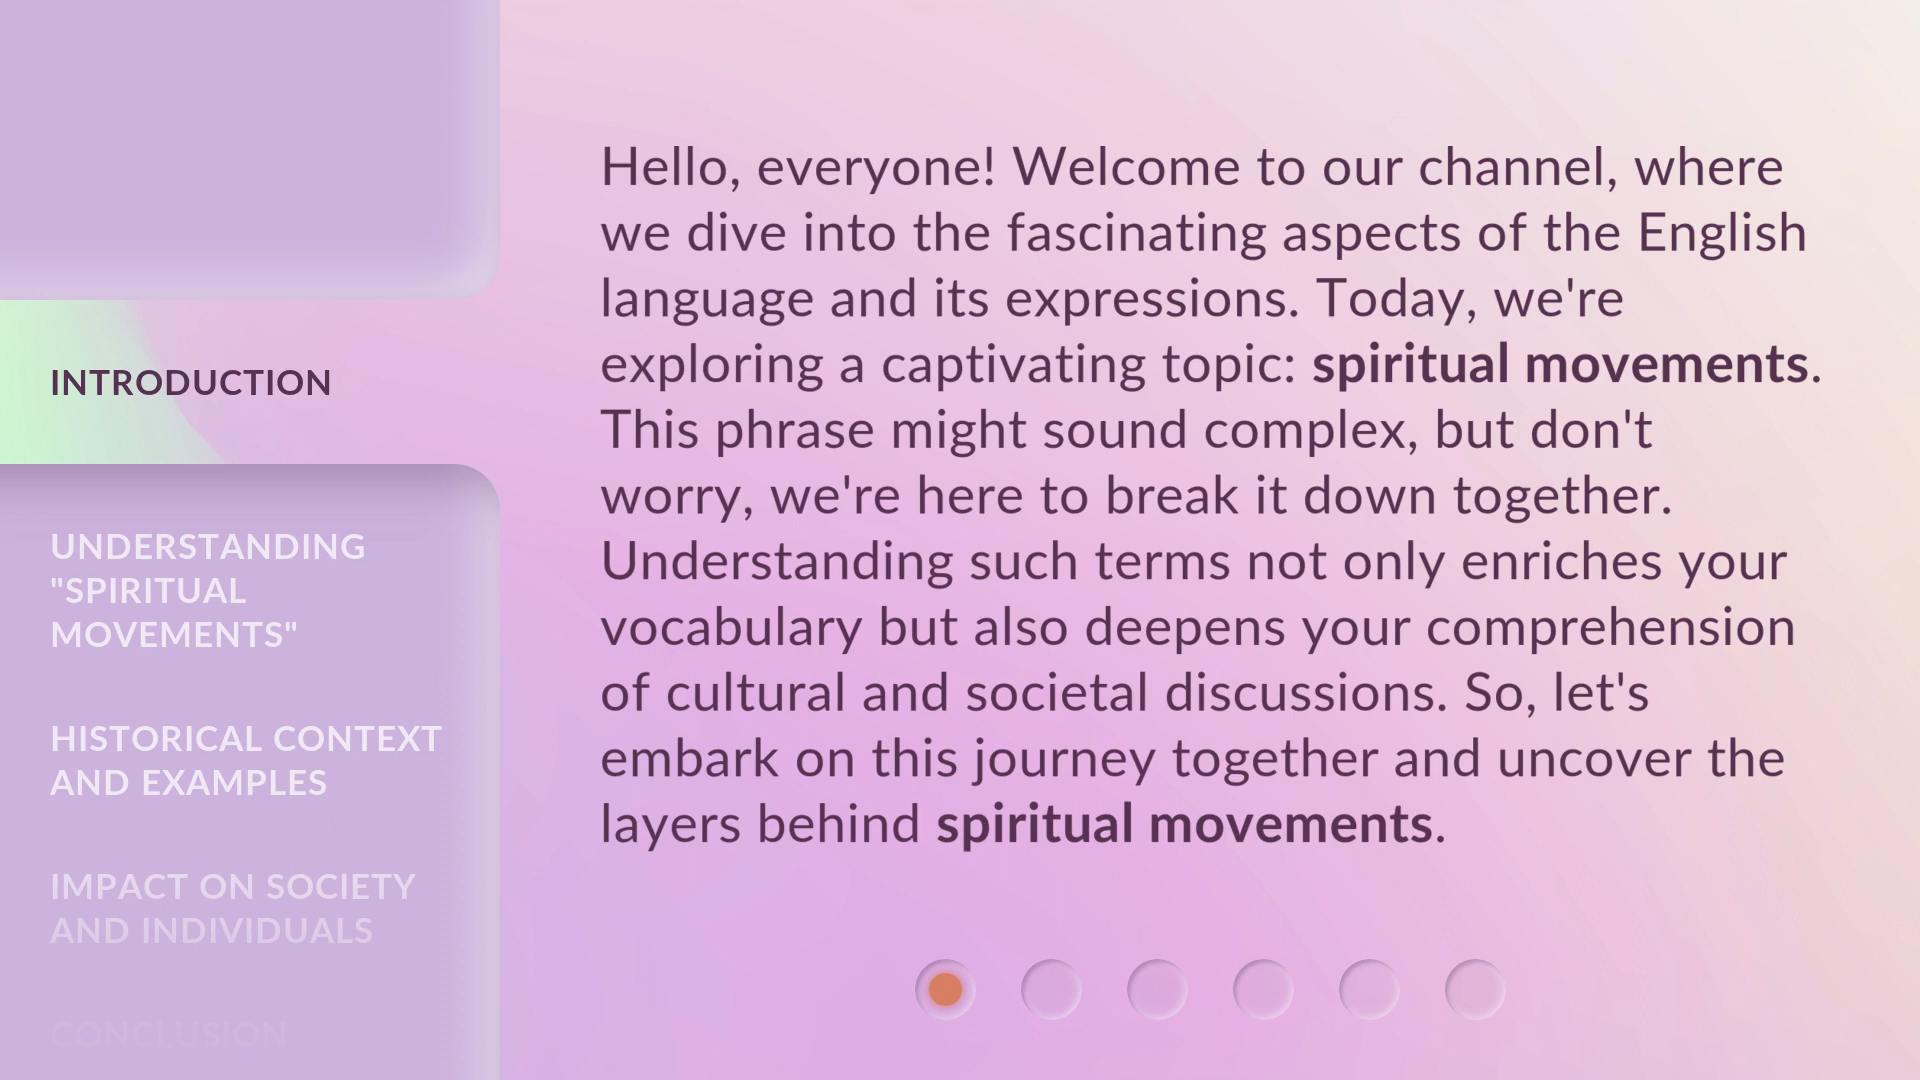 INTRODUCTION
UNDERSTANDING
"SPIRITUAL
MOVEMENTS"
HISTORICAL CONTEXT
AND EXAMPLES
IMPACT ON SOCIETY
AND INDIVIDUALS
CONCLUSION
Hello, everyone! Welcome to our channel, where
we dive into the fascinating aspects of the English
language and its expressions. Today, we're
exploring a captivating topic: spiritual movements.
This phrase might sound complex, but don't
worry, we're here to break it down together.
Understanding such terms not only enriches your
vocabulary but also deepens your comprehension
of cultural and societal discussions. So, let's
embark on this journey together and uncover the
layers behind spiritual movements.